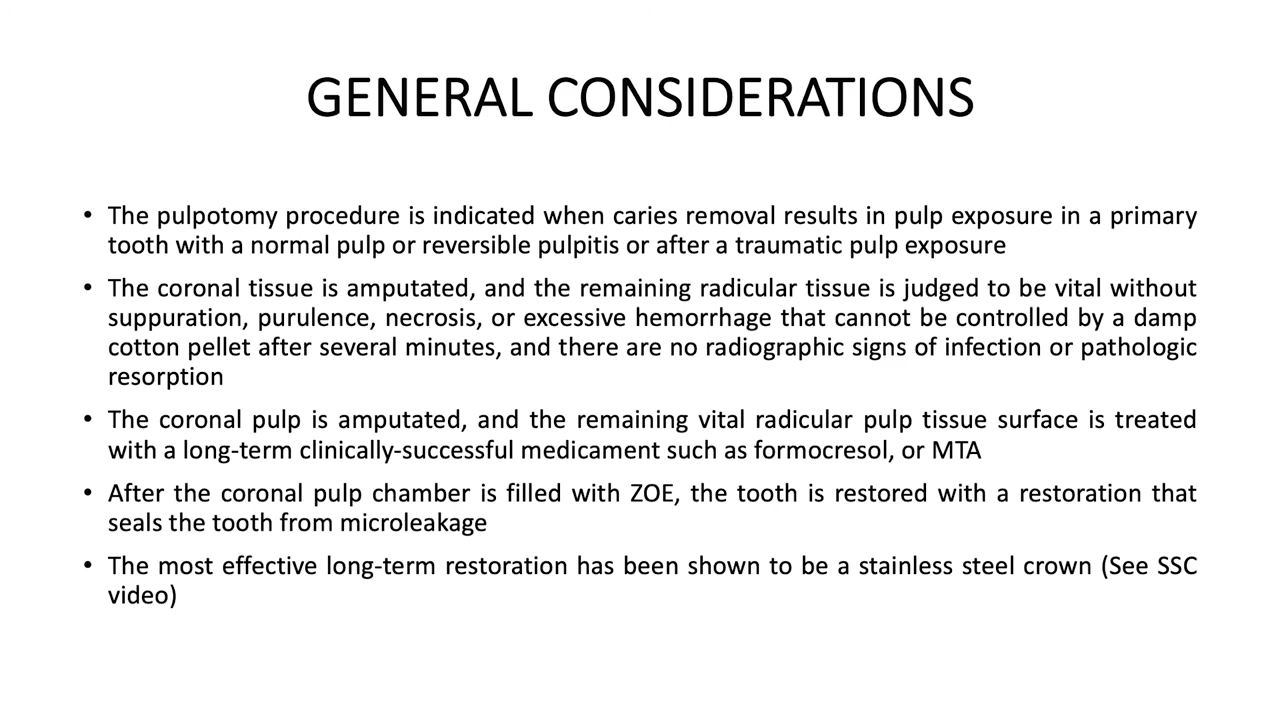 GENERAL CONSIDERATIONS
• The pulpotomy procedure is indicated when caries removal results in pulp exposure in a primary
tooth with a normal pulp or reversible pulpitis or after a traumatic pulp exposure
• The coronal tissue is amputated, and the remaining radicular tissue is judged to be vital without
suppuration, purulence, necrosis, or excessive hemorrhage that cannot be controlled by a damp
cotton pellet after several minutes, and there are no radiographic signs of infection or pathologic
resorption
• The coronal pulp is amputated, and the remaining vital radicular pulp tissue surface is treated
with a long-term clinically-successful medicament such as formocresol, or MTA
• After the coronal pulp chamber is filled with ZOE, the tooth is restored with a restoration that
seals the tooth from microleakage
• The most effective long-term restoration has been shown to be a stainless steel crown (See SSC
video)